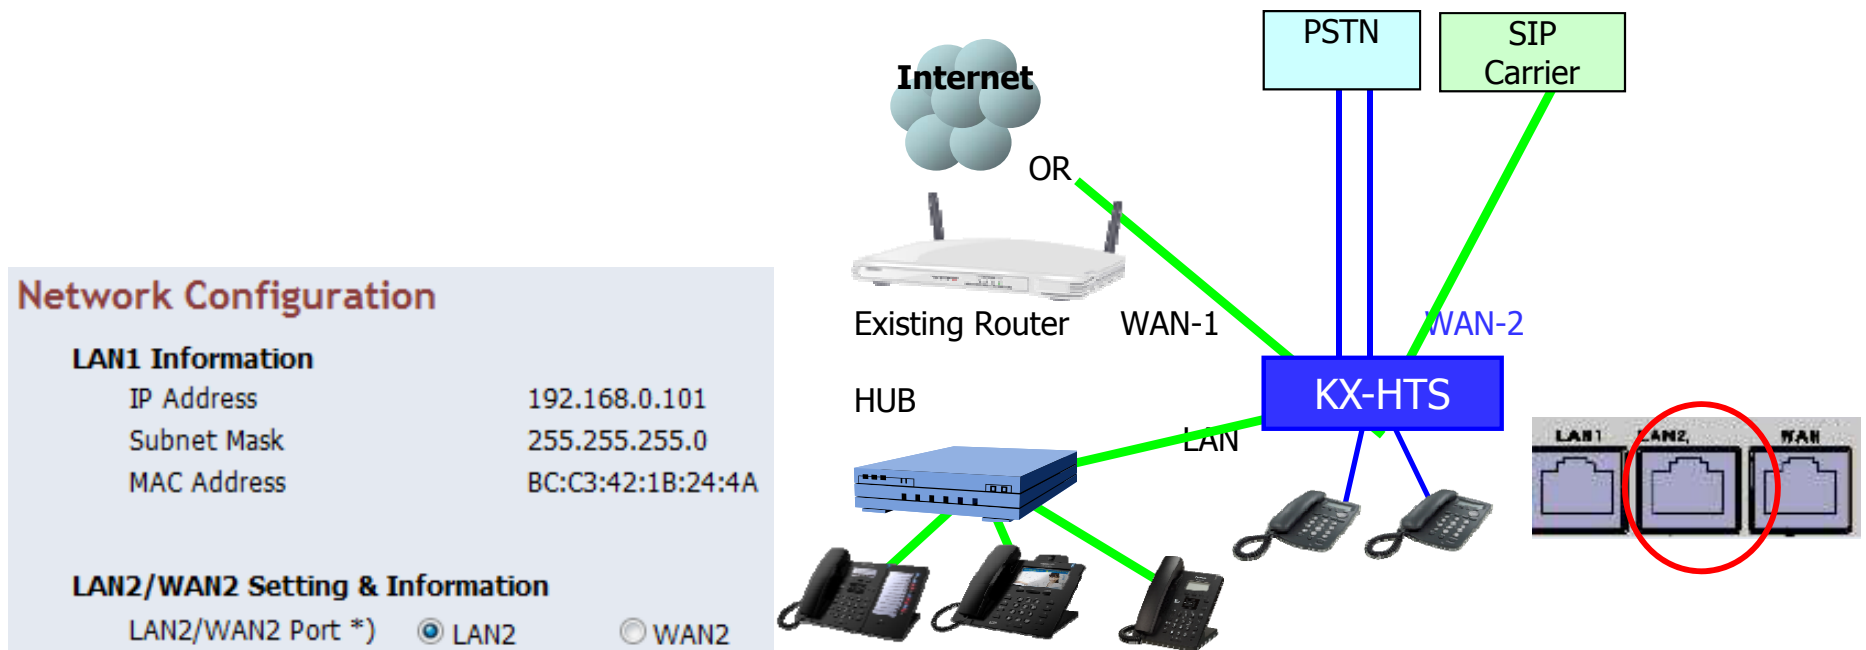 Network Configuration
LAN1 Information
IP Address 192.168.0.101
Subnet Mask 255.255.255.0
MAC Address BC:C3:42:1B:24:4A
LAN2/WAN2 Setting & Information
LAN2/WAN2 Port *) LAN2 WAN2
Internet
OR
PSTN
SIP
Carrier
Existing Router
WAN-1
WAN-2
KX-HTS
HUB
LAN
LAN1 LAN2, WAN